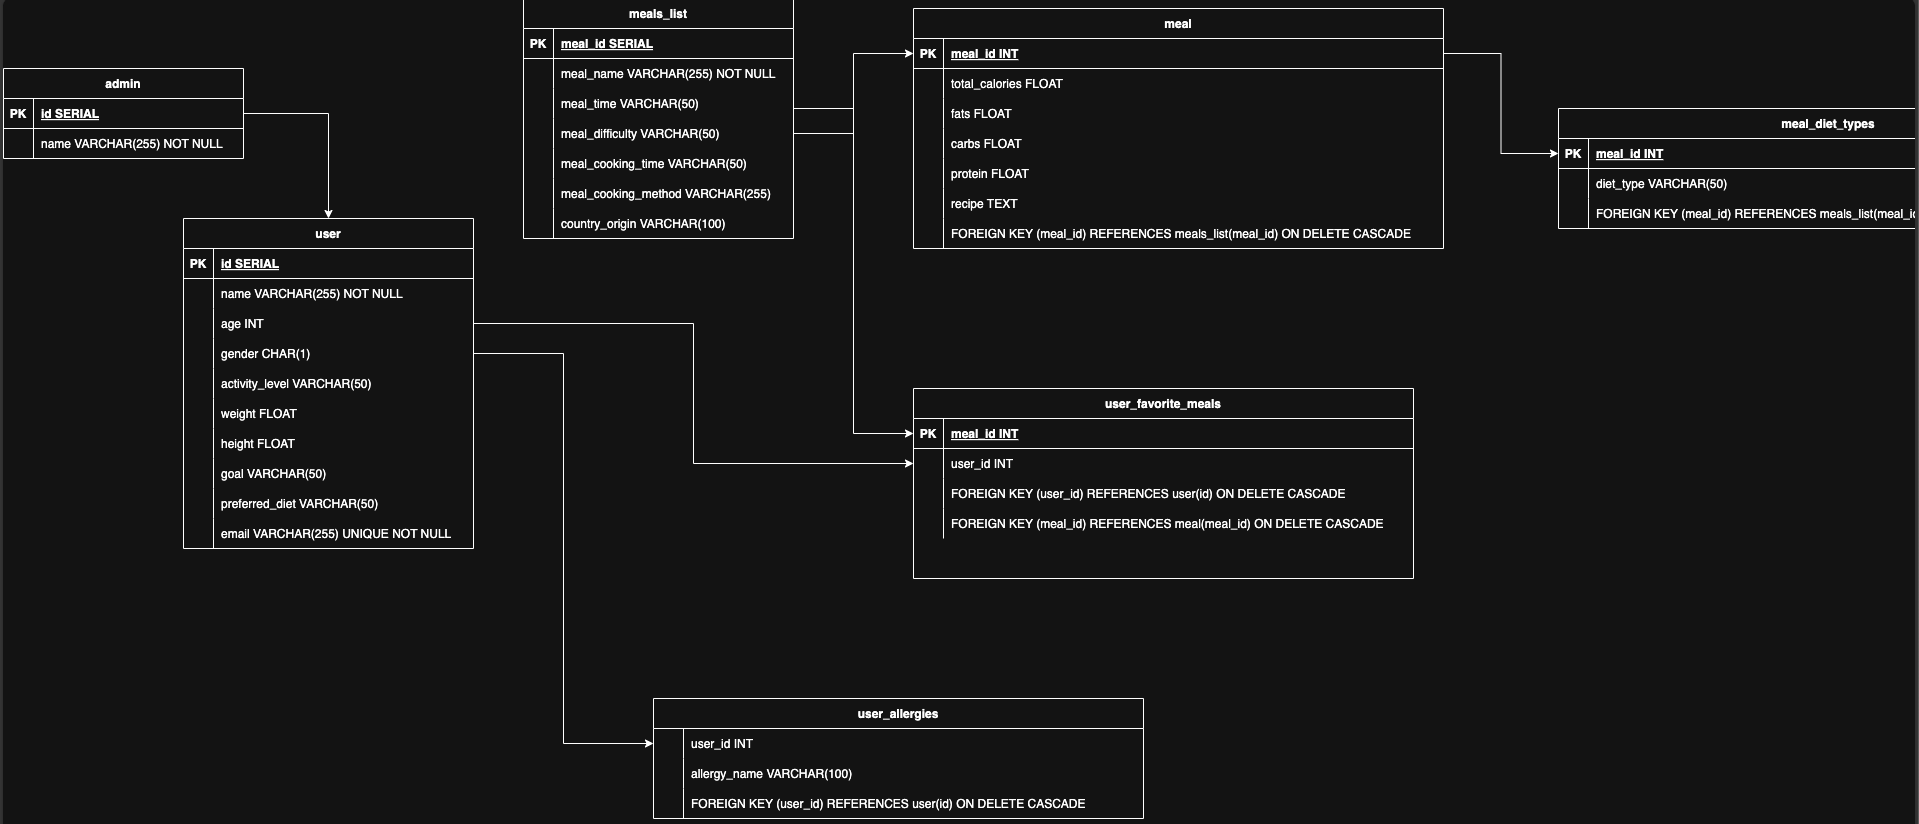 admin
PK id SERIAL
name VARCHAR(255) NOT NULL
user
PK id SERIAL
name VARCHAR(255) NOT NULL
age INT
gender CHAR(1)
activity_level VARCHAR(50)
weight FLOAT
height FLOAT
goal VARCHAR(50)
preferred_diet VARCHAR(50)
email VARCHAR(255) UNIQUE NOT NULL
meals_list
PK meal_id SERIAL
meal_name VARCHAR(255) NOT NULL
meal_time VARCHAR(50)
meal_difficulty VARCHAR(50)
meal_cooking_time VARCHAR(50)
meal_cooking_method VARCHAR(255)
country_origin VARCHAR(100)
meal
PK meal_id INT
total_calories FLOAT
fats FLOAT
carbs FLOAT
protein FLOAT
recipe TEXT
FOREIGN KEY (meal_id) REFERENCES meals_list(meal_id) ON DELETE CASCADE
meal_diet_types
PK meal_id INT
diet_type VARCHAR(50)
FOREIGN KEY (meal_id) REFERENCES meals_list(meal_i
user_favorite_meals
PK meal_id INT
user_id INT
FOREIGN KEY (user_id) REFERENCES user(id) ON DELETE CASCADE
FOREIGN KEY (meal_id) REFERENCES meal(meal_id) ON DELETE CASCADE
user_allergies
user_id INT
allergy_name VARCHAR(100)
FOREIGN KEY (user_id) REFERENCES user(id) ON DELETE CASCADE